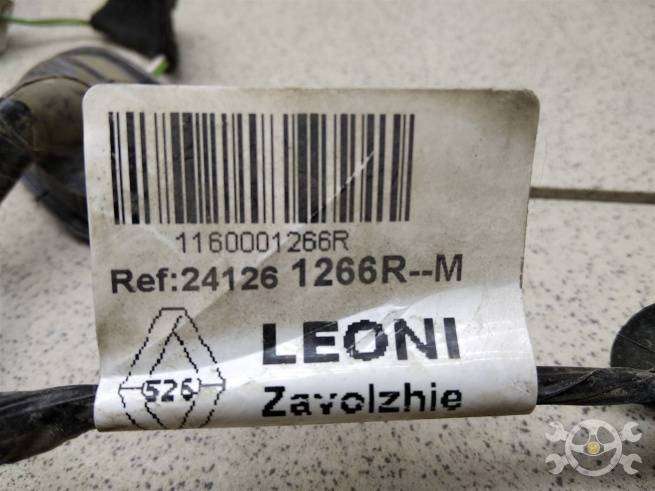 1160001266R
Ref:24126 1266R--M
526 LEONI
Zavolzhie